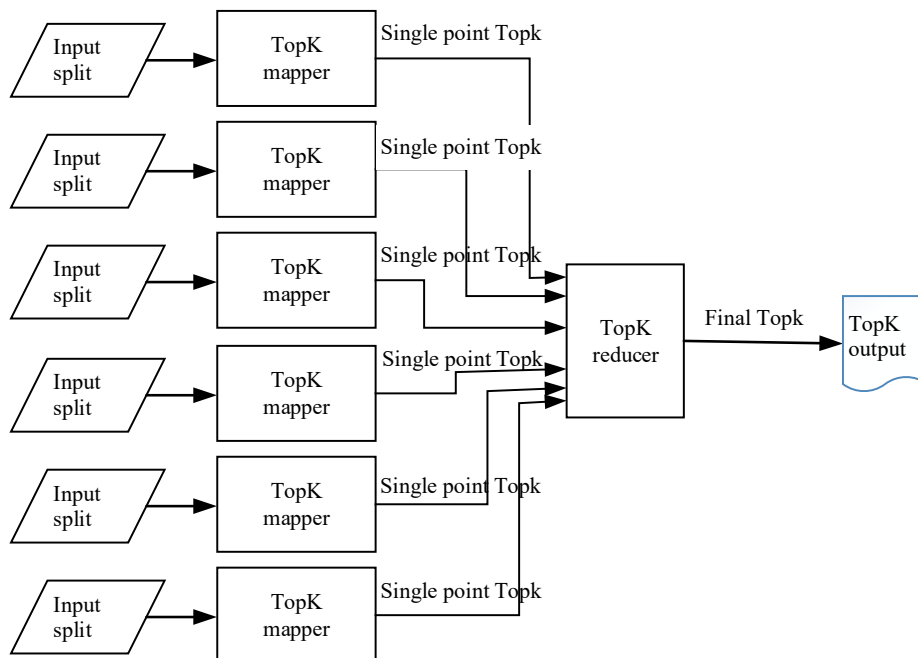 Input
split
TopK
mapper
Single point Topk
Input
split
TopK
mapper
Single point Topk
Input
split
TopK
mapper
Single point Topk
Input
split
TopK
mapper
Single point Topk
Input
split
TopK
mapper
Single point Topk
Input
split
TopK
mapper
Single point Topk
TopK
reducer
Final Topk
TopK
output